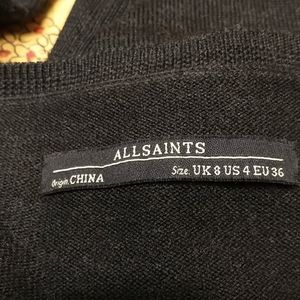 ALLSAINTS
Origin. CHINA Size. UK 8 US 4 EU 36